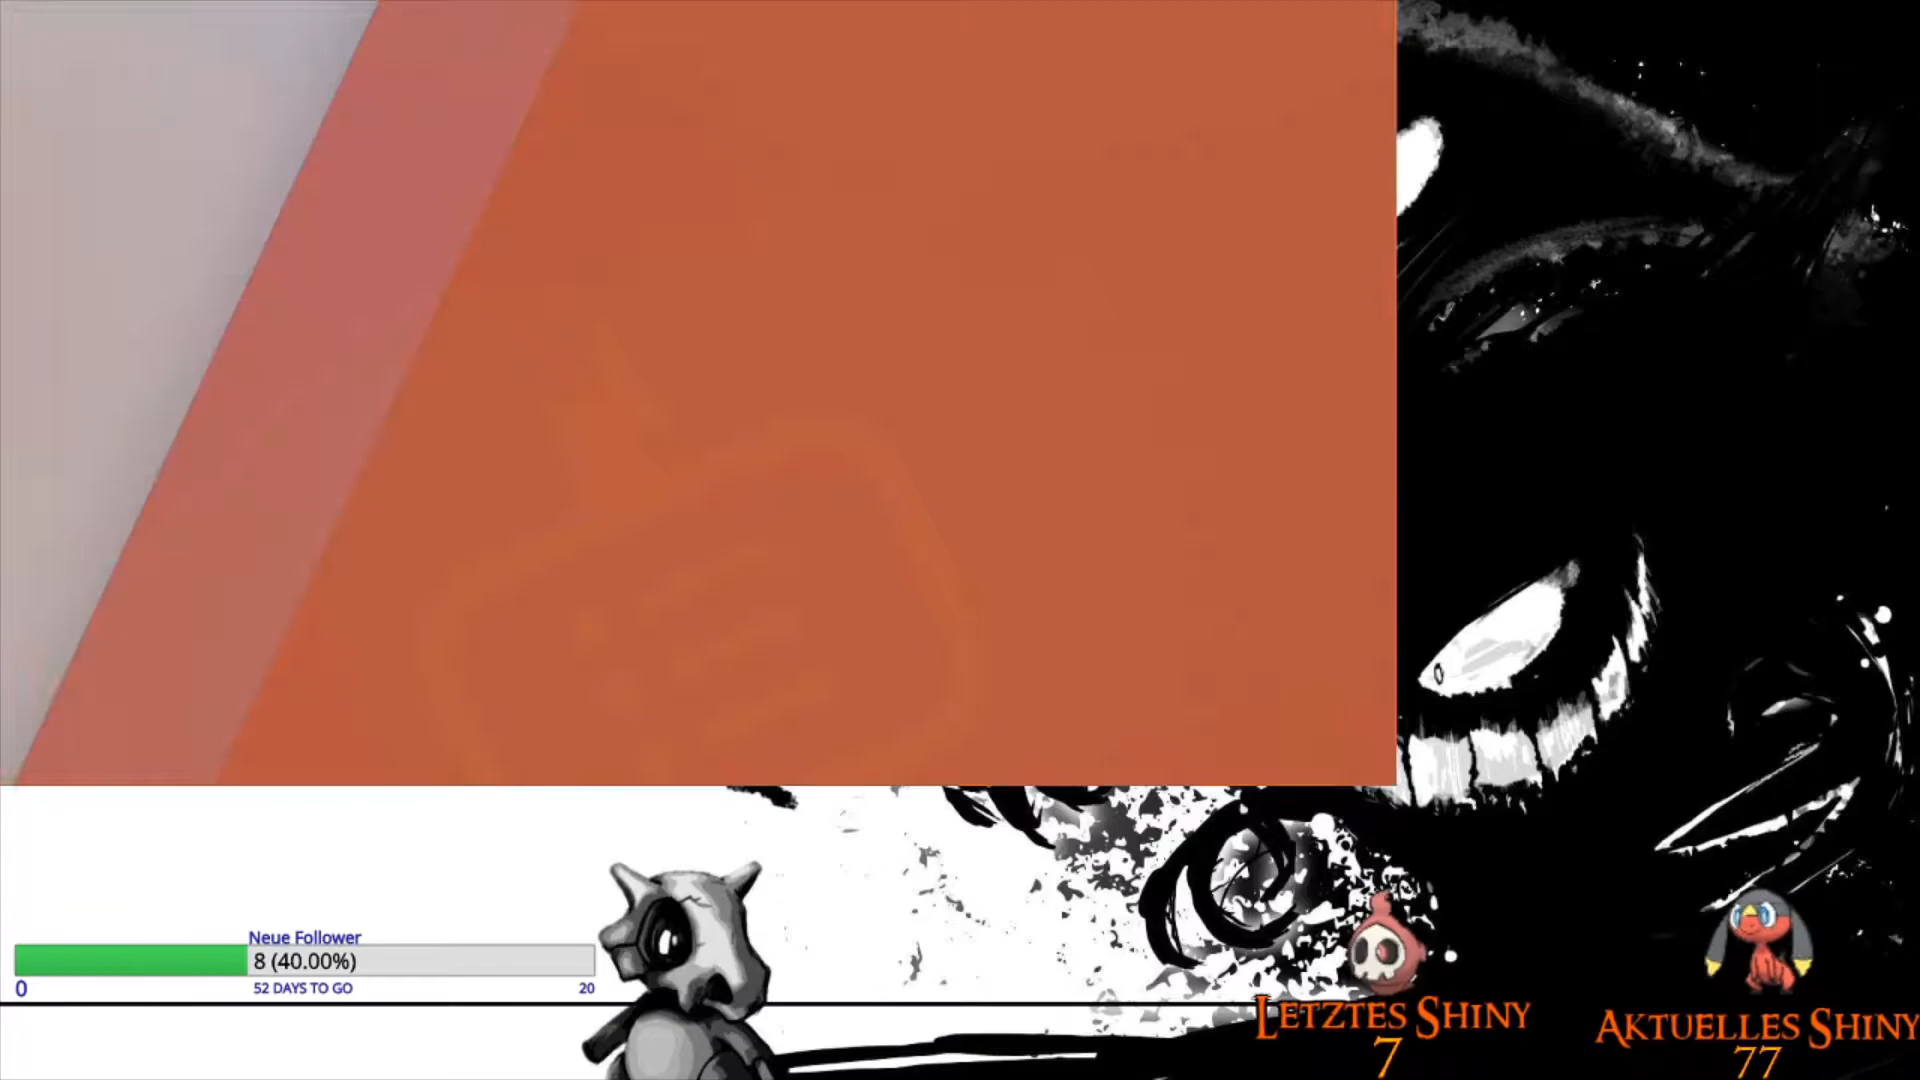 Neue Follower
8 (40.00%)
0
52 DAYS TO GO
20
LETZTES SHINY
7
AKTUELLES SHINY
77